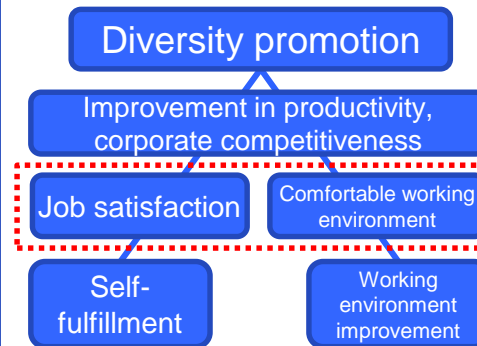 Diversity promotion
Improvement in productivity,
corporate competitiveness
Job satisfaction
Comfortable working
environment
Self-
fulfillment
Working
environment
improvement